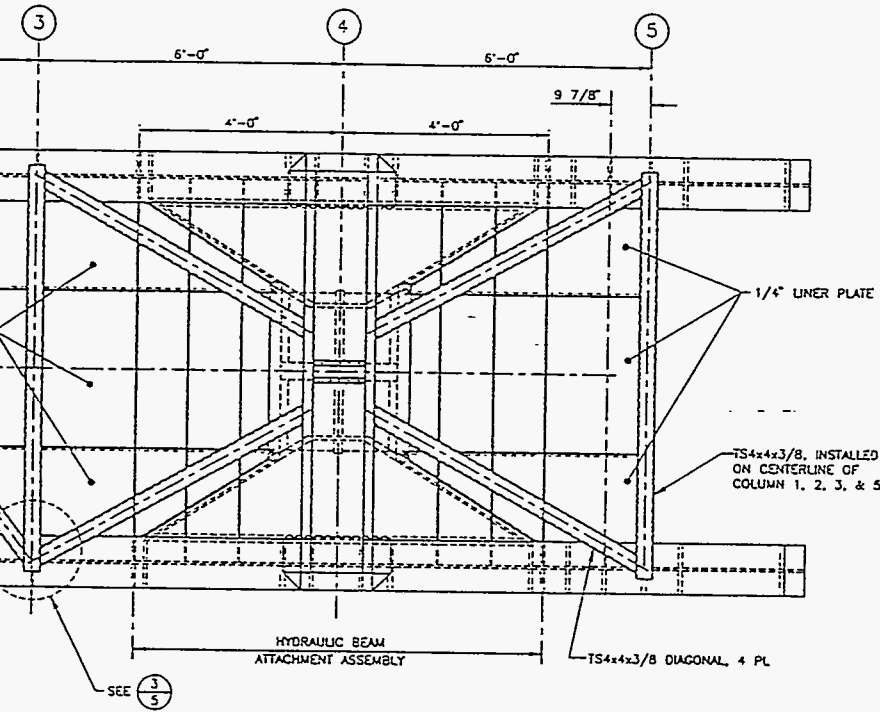 3
4
5
6'-0"
6'-0"
9 7/8"
4'-0"
4'-0"
1/4" LINER PLATE
TS4x4x3/8, INSTALLED
ON CENTERLINE OF
COLUMN 1, 2, 3, & 5
HYDRAULIC BEAM
ATTACHMENT ASSEMBLY
TS4x4x3/8 DIAGONAL, 4 PL
SEE 3
5